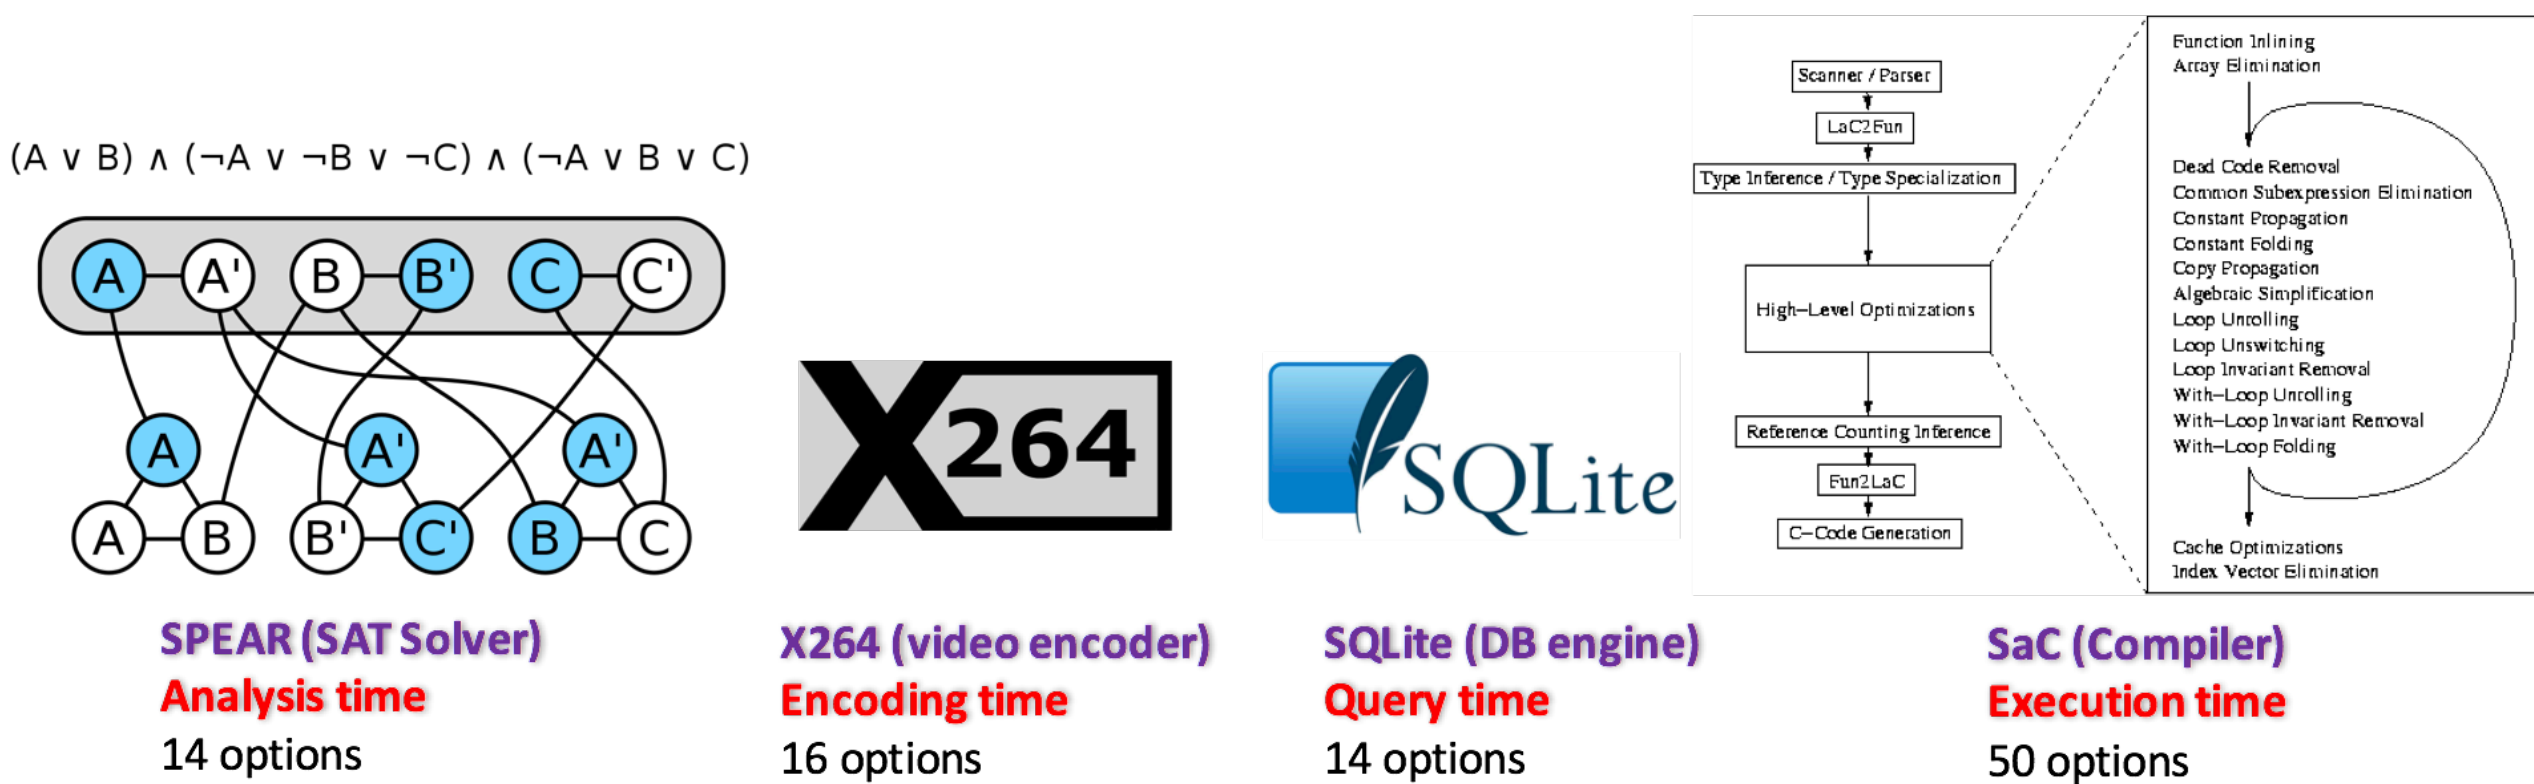 (A ∨ B) ∧ (¬A ∨ ¬B ∨ ¬C) ∧ (¬A ∨ B ∨ C)
A A' B B' C C'
A A' A'
A B B' C' B C
SPEAR (SAT Solver)
Analysis time
14 options
X264
X264 (video encoder)
Encoding time
16 options
SQLite
SQLite (DB engine)
Query time
14 options
Scanner / Parser
LaC2Fun
Type Inference / Type Specialization
High-Level Optimizations
Reference Counting Inference
Fun2LaC
C-Code Generation
Function Inlining
Array Elimination
Dead Code Removal
Common Subexpression Elimination
Constant Propagation
Constant Folding
Copy Propagation
Algebraic Simplification
Loop Unrolling
Loop Unswitching
Loop Invariant Removal
With-Loop Unrolling
With-Loop Invariant Removal
With-Loop Folding
Cache Optimizations
Index Vector Elimination
SaC (Compiler)
Execution time
50 options